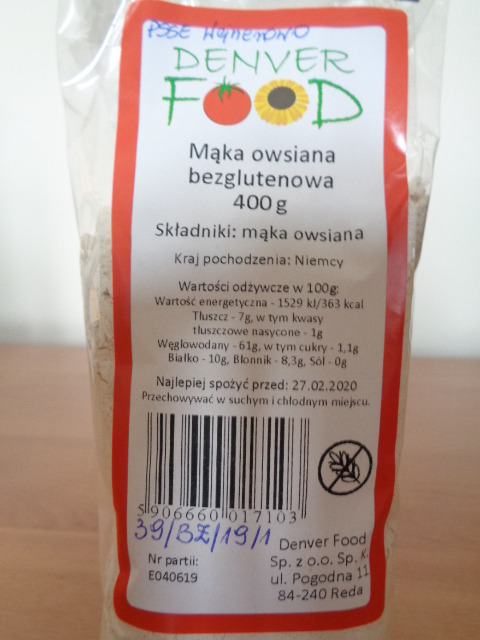 PSSE WEJHEROWO
DENVER
FOOD
Mąka owsiana
bezglutenowa
400 g
Składniki: mąka owsiana
Kraj pochodzenia: Niemcy
Wartości odżywcze w 100g:
Wartość energetyczna - 1529 kJ/363 kcal
Tłuszcz - 7g, w tym kwasy
tłuszczowe nasycone - 1g
Węglowodany - 61g, w tym cukry - 1,1g
Białko - 10g, Błonnik - 8,3g, Sól - 0g
Najlepiej spożyć przed: 27.02.2020
Przechowywać w suchym i chłodnym miejscu.
5 906660 017103
39/BŻ/19/1
Nr partii:
E040619
Denver Food
Sp. z o.o. Sp. K.
ul. Pogodna 11
84-240 Reda